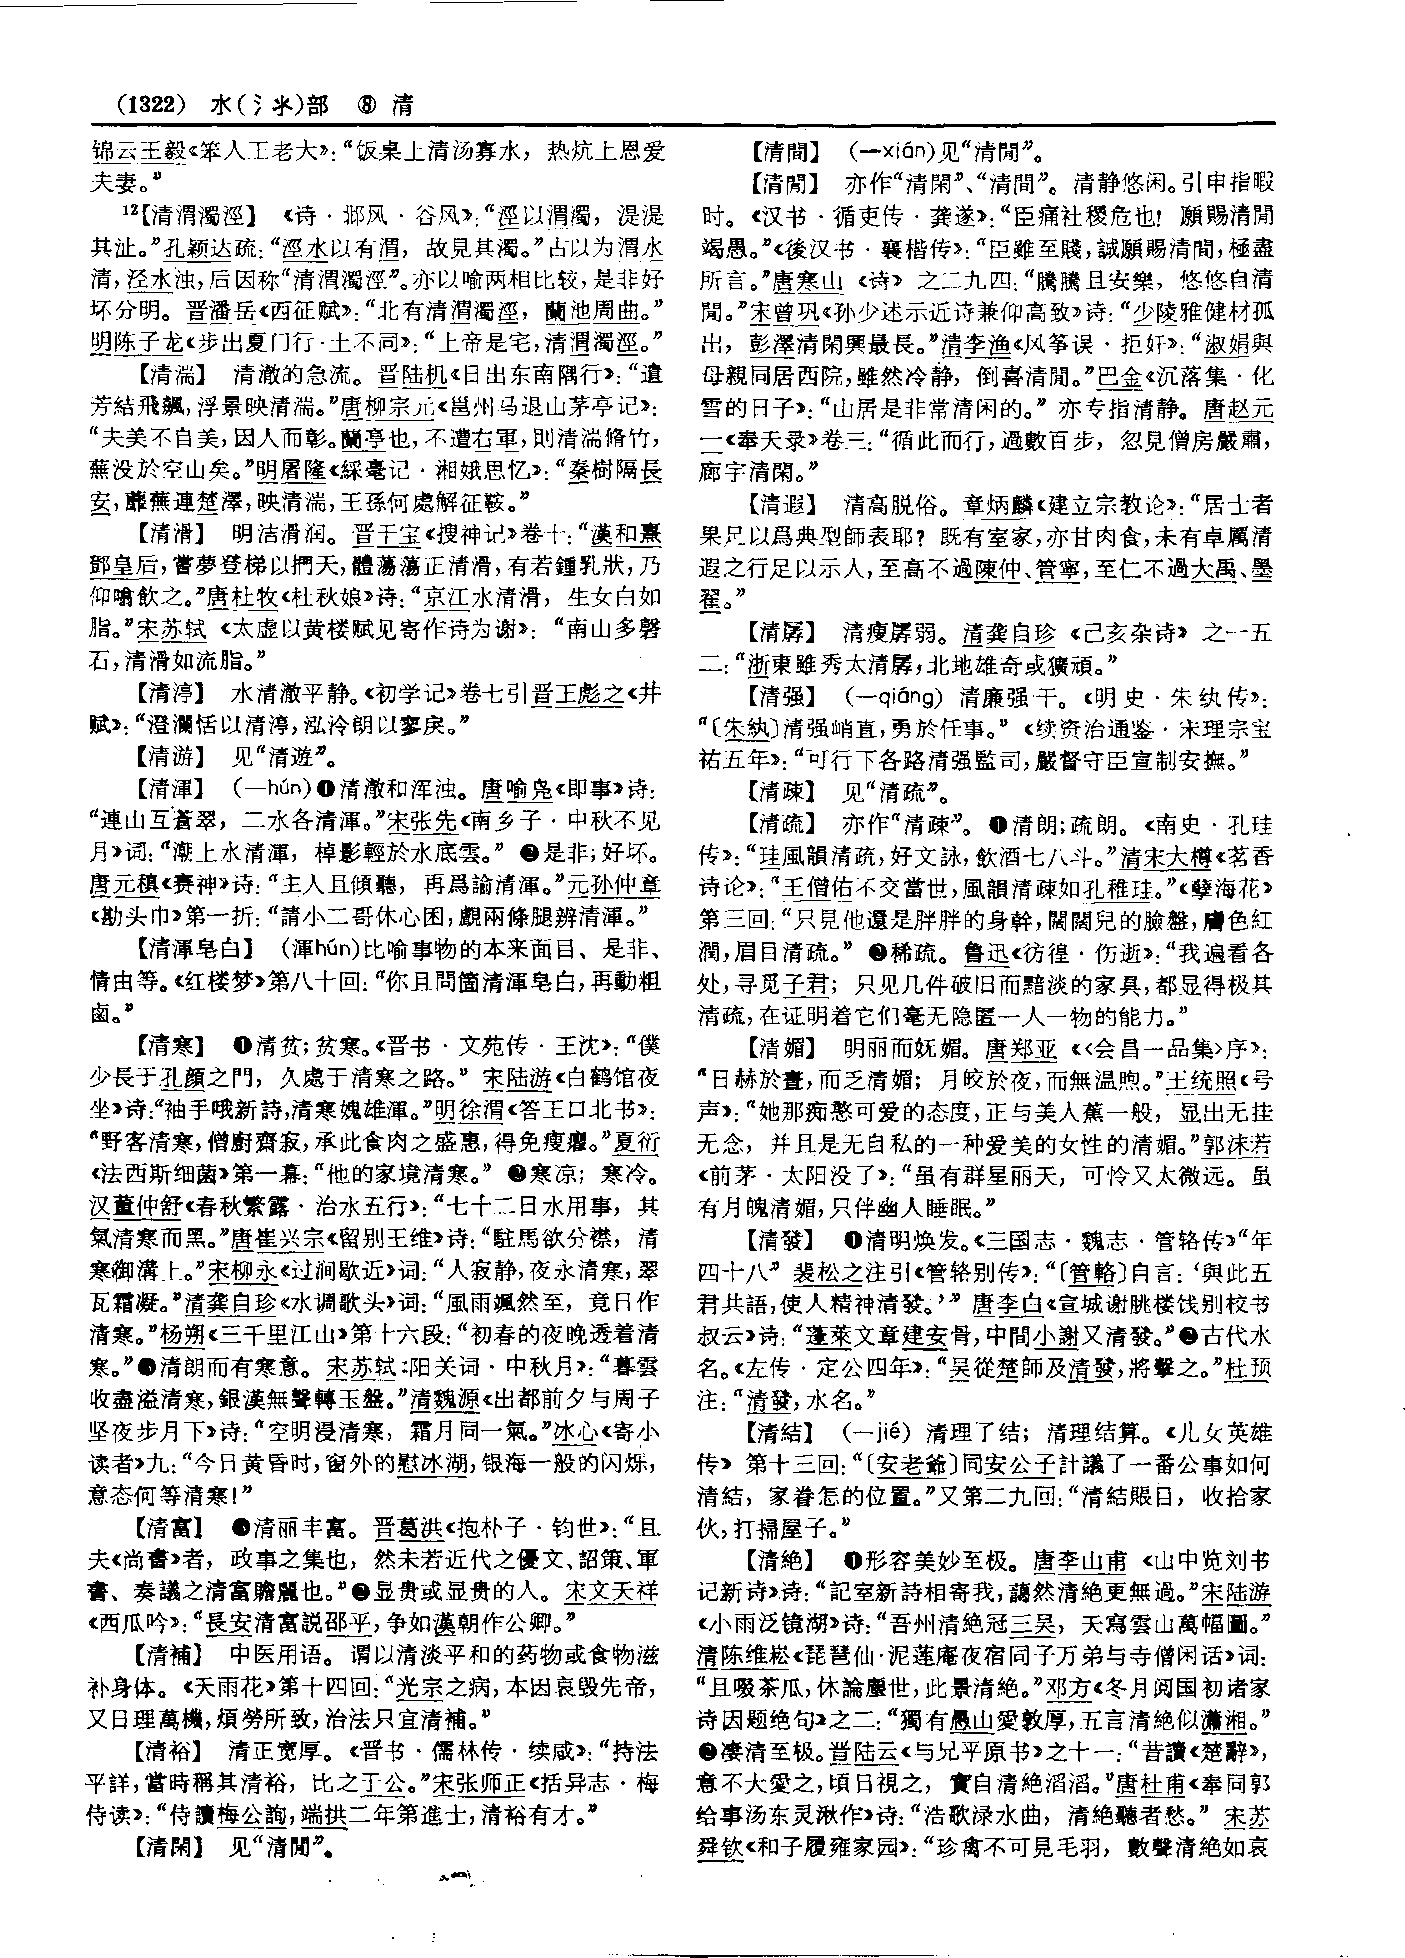 (1322) 水(氵氺)部 ⑧ 清
锦云王毅《笨人王老大》：“饭桌上清汤寡水，热炕上恩爱
夫妻。”
¹²【清渭濁涇】 《诗·邶风·谷风》：“涇以渭濁，湜湜
其沚。”孔颖达疏：“涇水以有渭，故見其濁。”古以为渭水
清，泾水浊，后因称“清渭濁涇”。亦以喻两相比较，是非好
坏分明。晋潘岳《西征赋》：“北有清渭濁涇，蘭池周曲。”
明陈子龙《步出夏门行·土不同》：“上帝是宅，清渭濁涇。”
【清湍】 清澈的急流。晋陆机《日出东南隅行》：“遺
芳結飛飆，浮景映清湍。”唐柳宗元《邕州马退山茅亭记》：
“夫美不自美，因人而彰。蘭亭也，不遭右軍，則清湍脩竹，
蕪没於空山矣。”明屠隆《綵毫记·湘娥思忆》：“秦樹隔長
安，蘼蕪連楚澤，映清湍，王孫何處解征鞍。”
【清滑】 明洁滑润。晋干宝《搜神记》卷十：“漢和熹
鄧皇后，嘗夢登梯以捫天，體蕩蕩正清滑，有若鍾乳狀，乃
仰噏飲之。”唐杜牧《杜秋娘》诗：“京江水清滑，生女白如
脂。”宋苏轼《太虚以黄楼赋见寄作诗为谢》：“南山多磬
石，清滑如流脂。”
【清渟】 水清澈平静。《初学记》卷七引晋王彪之《井
赋》：“澄瀾恬以清渟，泓泠朗以寥戾。”
【清游】 见“清遊”。
【清渾】 （—hún）❶清澈和浑浊。唐喻凫《即事》诗：
“連山互蒼翠，二水各清渾。”宋张先《南乡子·中秋不见
月》词：“潮上水清渾，棹影輕於水底雲。” ❷是非；好坏。
唐元稹《赛神》诗：“主人且傾聽，再爲諭清渾。”元孙仲章
《勘头巾》第一折：“請小二哥休心困，覷兩條腿辨清渾。”
【清渾皂白】 （渾hún）比喻事物的本来面目、是非、
情由等。《红楼梦》第八十回：“你且問箇清渾皂白，再動粗
鹵。”
【清寒】 ❶清贫；贫寒。《晋书·文苑传·王沈》：“僕
少長于孔顔之門，久處于清寒之路。” 宋陆游《白鹤馆夜
坐》诗：“袖手哦新詩，清寒媿雄渾。”明徐渭《答王口北书》：
“野客清寒，僧廚齋寂，承此食肉之盛惠，得免瘦癯。”夏衍
《法西斯细菌》第一幕：“他的家境清寒。” ❷寒凉；寒冷。
汉董仲舒《春秋繁露·治水五行》：“七十二日水用事，其
氣清寒而黑。”唐崔兴宗《留别王维》诗：“駐馬欲分襟，清
寒御溝上。”宋柳永《过涧歇近》词：“人寂静，夜永清寒，翠
瓦霜凝。”清龚自珍《水调歌头》词：“風雨颯然至，竟日作
清寒。”杨朔《三千里江山》第十六段：“初春的夜晚透着清
寒。”❸清朗而有寒意。 宋苏轼《阳关词·中秋月》：“暮雲
收盡溢清寒，銀漢無聲轉玉盤。”清魏源《出都前夕与周子
坚夜步月下》诗：“空明浸清寒，霜月同一氣。”冰心《寄小
读者》九：“今日黄昏时，窗外的慰冰湖，银海一般的闪烁，
意态何等清寒！”
【清富】 ❶清丽丰富。晋葛洪《抱朴子·钧世》：“且
夫《尚書》者，政事之集也，然未若近代之優文、詔策、軍
書、奏議之清富贍麗也。”❷显贵或显贵的人。宋文天祥
《西瓜吟》：“長安清富説邵平，争如漢朝作公卿。”
【清補】 中医用语。谓以清淡平和的药物或食物滋
补身体。《天雨花》第十四回：“光宗之病，本因哀毁先帝，
又日理萬機，煩勞所致，治法只宜清補。”
【清裕】 清正宽厚。《晋书·儒林传·续咸》：“持法
平詳，當時稱其清裕，比之于公。”宋张师正《括异志·梅
侍读》：“侍讀梅公詢，端拱二年第進士，清裕有才。”
【清閑】 见“清閒”。
【清間】 （—xián）见“清閒”。
【清閒】 亦作“清閑”、“清間”。清静悠闲。引申指暇
时。《汉书·循吏传·龚遂》：“臣痛社稷危也！願賜清閒
竭愚。”《後汉书·襄楷传》：“臣雖至賤，誠願賜清閒，極盡
所言。”唐寒山《诗》之二九四：“騰騰且安樂，悠悠自清
閒。”宋曾巩《孙少述示近诗兼仰高致》诗：“少陵雅健材孤
出，彭澤清閑興最長。”清李渔《风筝误·拒奸》：“淑娟與
母親同居西院，雖然冷静，倒喜清閒。”巴金《沉落集·化
雪的日子》：“山居是非常清闲的。” 亦专指清静。唐赵元
一《奉天录》卷三：“循此而行，過數百步，忽見僧房嚴肅，
廊宇清閑。”
【清遐】 清高脱俗。章炳麟《建立宗教论》：“居士者
果足以爲典型師表耶？既有室家，亦甘肉食，未有卓厲清
遐之行足以示人，至高不過陳仲、管寧，至仁不過大禹、墨
翟。”
【清孱】 清瘦孱弱。清龚自珍《己亥杂诗》之一五
二：“浙東雖秀太清孱，北地雄奇或獷頑。”
【清强】 （—qiáng）清廉强干。《明史·朱纨传》：
“〔朱紈〕清强峭直，勇於任事。” 《续资治通鉴·宋理宗宝
祐五年》：“可行下各路清强監司，嚴督守臣宣制安撫。”
【清疎】 见“清疏”。
【清疏】 亦作“清疎”。❶清朗；疏朗。《南史·孔珪
传》：“珪風韻清疏，好文詠，飲酒七八斗。”清宋大樽《茗香
诗论》：“王僧佑不交當世，風韻清疎如孔稚珪。”《孽海花》
第三回：“只見他還是胖胖的身幹，闊闊兒的臉盤，膚色紅
潤，眉目清疏。” ❷稀疏。鲁迅《彷徨·伤逝》：“我遍看各
处，寻觅子君；只见几件破旧而黯淡的家具，都显得极其
清疏，在证明着它们毫无隐匿一人一物的能力。”
【清媚】 明丽而妩媚。唐郑亚《〈会昌一品集〉序》：
“日赫於晝，而乏清媚；月皎於夜，而無温煦。”王统照《号
声》：“她那痴憨可爱的态度，正与美人蕉一般，显出无挂
无念，并且是无自私的一种爱美的女性的清媚。”郭沫若
《前茅·太阳没了》：“虽有群星丽天，可怜又太微远。虽
有月魄清媚，只伴幽人睡眠。”
【清發】 ❶清明焕发。《三国志·魏志·管辂传》“年
四十八” 裴松之注引《管辂别传》：“〔管輅〕自言：‘與此五
君共語，使人精神清發。’” 唐李白《宣城谢朓楼饯别校书
叔云》诗：“蓬萊文章建安骨，中間小謝又清發。”❷古代水
名。《左传·定公四年》：“吴從楚師及清發，將擊之。”杜预
注：“清發，水名。”
【清結】 （—jié）清理了结；清理结算。《儿女英雄
传》第十三回：“〔安老爺〕同安公子計議了一番公事如何
清結，家眷怎的位置。”又第二九回：“清結賬目，收拾家
伙，打掃屋子。”
【清絶】 ❶形容美妙至极。唐李山甫《山中览刘书
记新诗》诗：“記室新詩相寄我，藹然清絶更無過。”宋陆游
《小雨泛镜湖》诗：“吾州清絶冠三吴，天寫雲山萬幅圖。”
清陈维崧《琵琶仙·泥莲庵夜宿同子万弟与寺僧闲话》词：
“且啜茶瓜，休論塵世，此景清絶。”邓方《冬月阅国初诸家
诗因题绝句》之二：“獨有愚山愛敦厚，五言清絶似瀟湘。”
❷凄清至极。晋陆云《与兄平原书》之十一：“昔讀《楚辭》，
意不大愛之，頃日視之，實自清絶滔滔。”唐杜甫《奉同郭
给事汤东灵湫作》诗：“浩歌渌水曲，清絶聽者愁。” 宋苏
舜钦《和子履雍家园》：“珍禽不可見毛羽，數聲清絶如哀